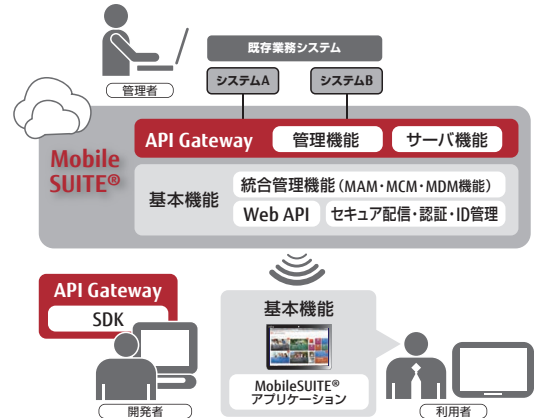 既存業務システム
システムA
システムB
管理者
Mobile
SUITE®
API Gateway
管理機能
サーバ機能
基本機能
統合管理機能(MAM・MCM・MDM機能)
Web API
セキュア配信・認証・ID管理
API Gateway
SDK
開発者
基本機能
MobileSUITE®
アプリケーション
利用者